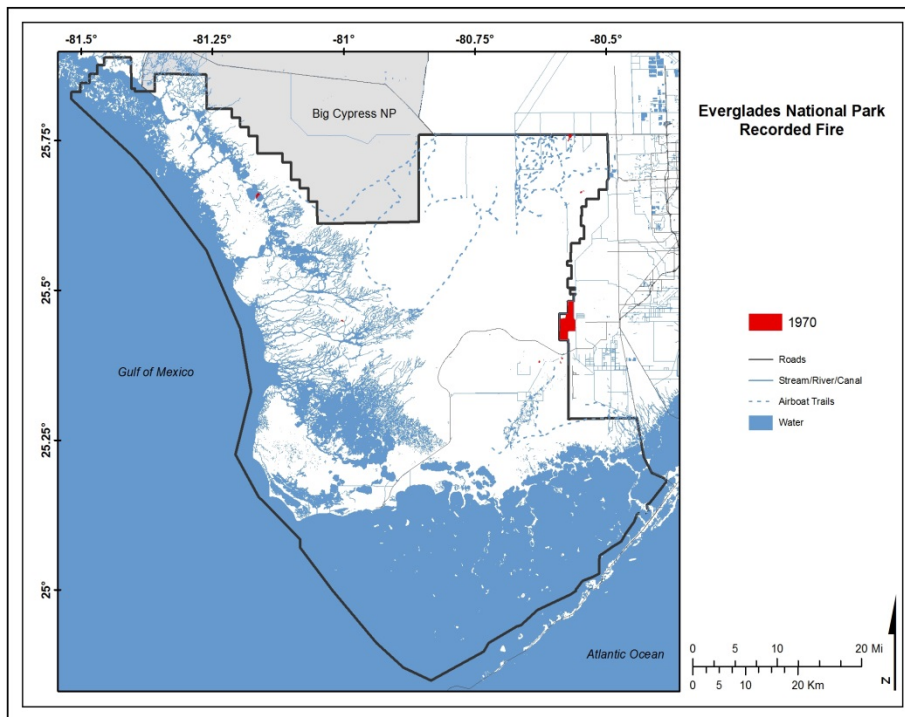 -81.5° -81.25° -81° -80.75° -80.5°
Big Cypress NP
Everglades National Park
Recorded Fire
25.75°
25.5°
25.25°
25°
Gulf of Mexico
Atlantic Ocean
1970
Roads
Stream/River/Canal
Airboat Trails
Water
0 5 10 20 Mi
0 5 10 20 Km
N